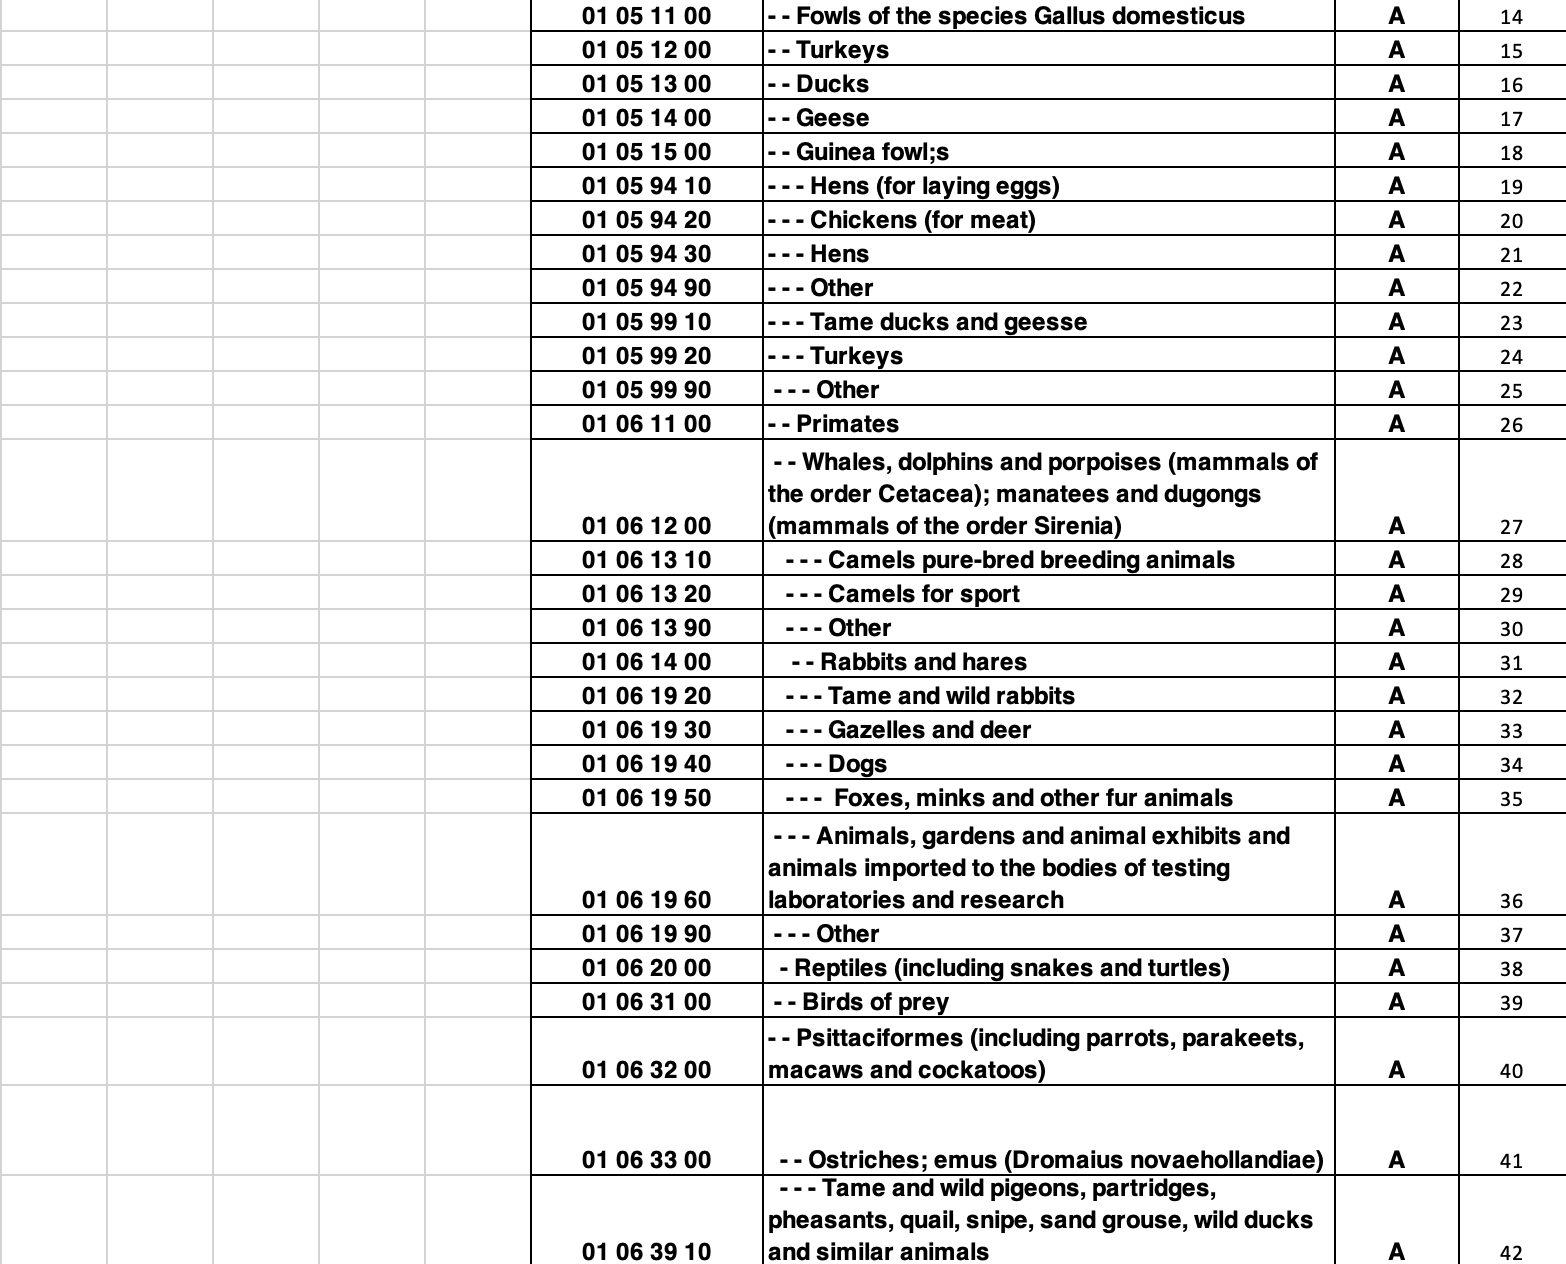 01 05 11 00 - - Fowls of the species Gallus domesticus A 14
01 05 12 00 - - Turkeys A 15
01 05 13 00 - - Ducks A 16
01 05 14 00 - - Geese A 17
01 05 15 00 - - Guinea fowl;s A 18
01 05 94 10 - - - Hens (for laying eggs) A 19
01 05 94 20 - - - Chickens (for meat) A 20
01 05 94 30 - - - Hens A 21
01 05 94 90 - - - Other A 22
01 05 99 10 - - - Tame ducks and geesse A 23
01 05 99 20 - - - Turkeys A 24
01 05 99 90 - - - Other A 25
01 06 11 00 - - Primates A 26
- - Whales, dolphins and porpoises (mammals of
the order Cetacea); manatees and dugongs
01 06 12 00 (mammals of the order Sirenia) A 27
01 06 13 10 - - - Camels pure-bred breeding animals A 28
01 06 13 20 - - - Camels for sport A 29
01 06 13 90 - - - Other A 30
01 06 14 00 - - Rabbits and hares A 31
01 06 19 20 - - - Tame and wild rabbits A 32
01 06 19 30 - - - Gazelles and deer A 33
01 06 19 40 - - - Dogs A 34
01 06 19 50 - - - Foxes, minks and other fur animals A 35
- - - Animals, gardens and animal exhibits and
animals imported to the bodies of testing
01 06 19 60 laboratories and research A 36
01 06 19 90 - - - Other A 37
01 06 20 00 - Reptiles (including snakes and turtles) A 38
01 06 31 00 - - Birds of prey A 39
- - Psittaciformes (including parrots, parakeets,
01 06 32 00 macaws and cockatoos) A 40
01 06 33 00 - - Ostriches; emus (Dromaius novaehollandiae) A 41
- - - Tame and wild pigeons, partridges,
pheasants, quail, snipe, sand grouse, wild ducks
01 06 39 10 and similar animals A 42